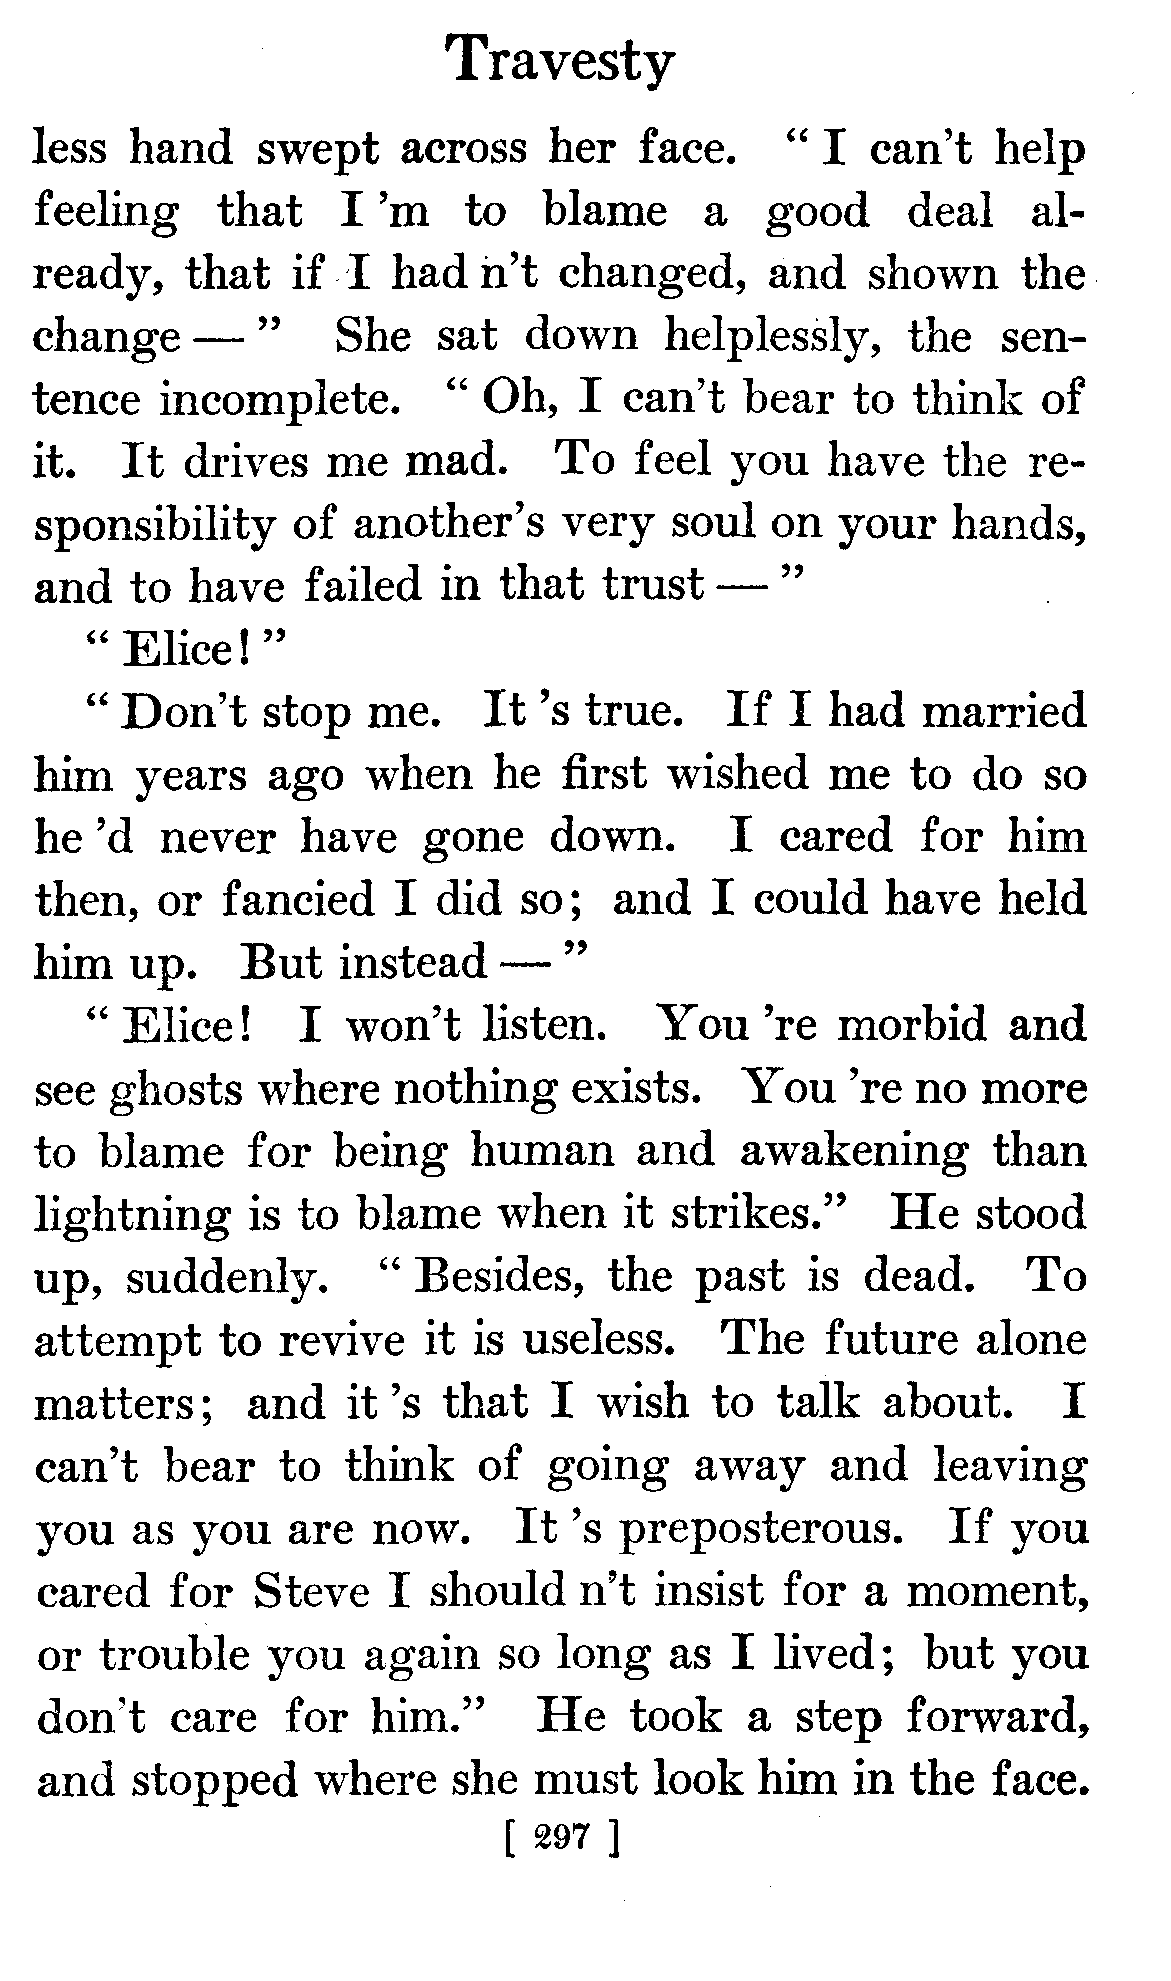 Travesty
less hand swept across her face. “ I can’t help
feeling that I ’m to blame a good deal al-
ready, that if I had n’t changed, and shown the
change — ” She sat down helplessly, the sen-
tence incomplete. “ Oh, I can’t bear to think of
it. It drives me mad. To feel you have the re-
sponsibility of another’s very soul on your hands,
and to have failed in that trust — ”
“ Elice! ”
“ Don’t stop me. It ’s true. If I had married
him years ago when he first wished me to do so
he ’d never have gone down. I cared for him
then, or fancied I did so; and I could have held
him up. But instead — ”
“ Elice! I won’t listen. You ’re morbid and
see ghosts where nothing exists. You ’re no more
to blame for being human and awakening than
lightning is to blame when it strikes.” He stood
up, suddenly. “ Besides, the past is dead. To
attempt to revive it is useless. The future alone
matters; and it ’s that I wish to talk about. I
can’t bear to think of going away and leaving
you as you are now. It ’s preposterous. If you
cared for Steve I should n’t insist for a moment,
or trouble you again so long as I lived; but you
don’t care for him.” He took a step forward,
and stopped where she must look him in the face.
[ 297 ]